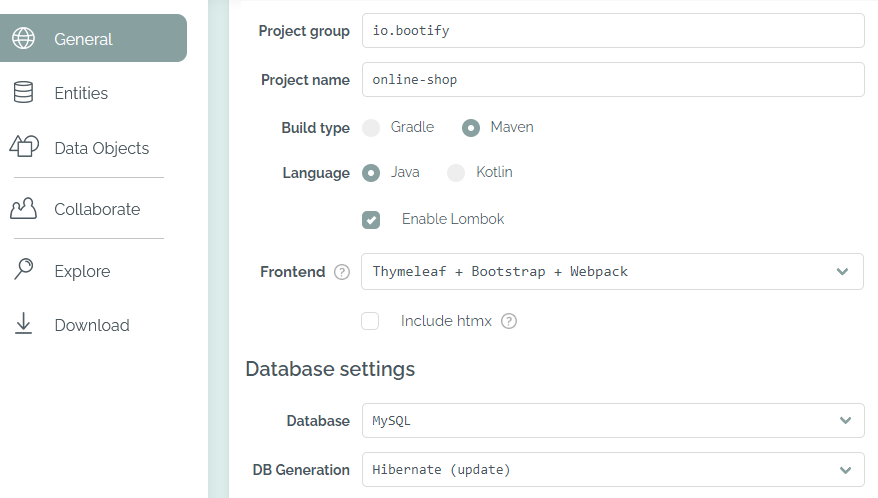 General
Entities
Data Objects
Collaborate
Explore
Download
Project group io.bootify
Project name online-shop
Build type Gradle Maven
Language Java Kotlin
Enable Lombok
Frontend ? Thymeleaf + Bootstrap + Webpack
Include htmx ?
Database settings
Database MySQL
DB Generation Hibernate (update)